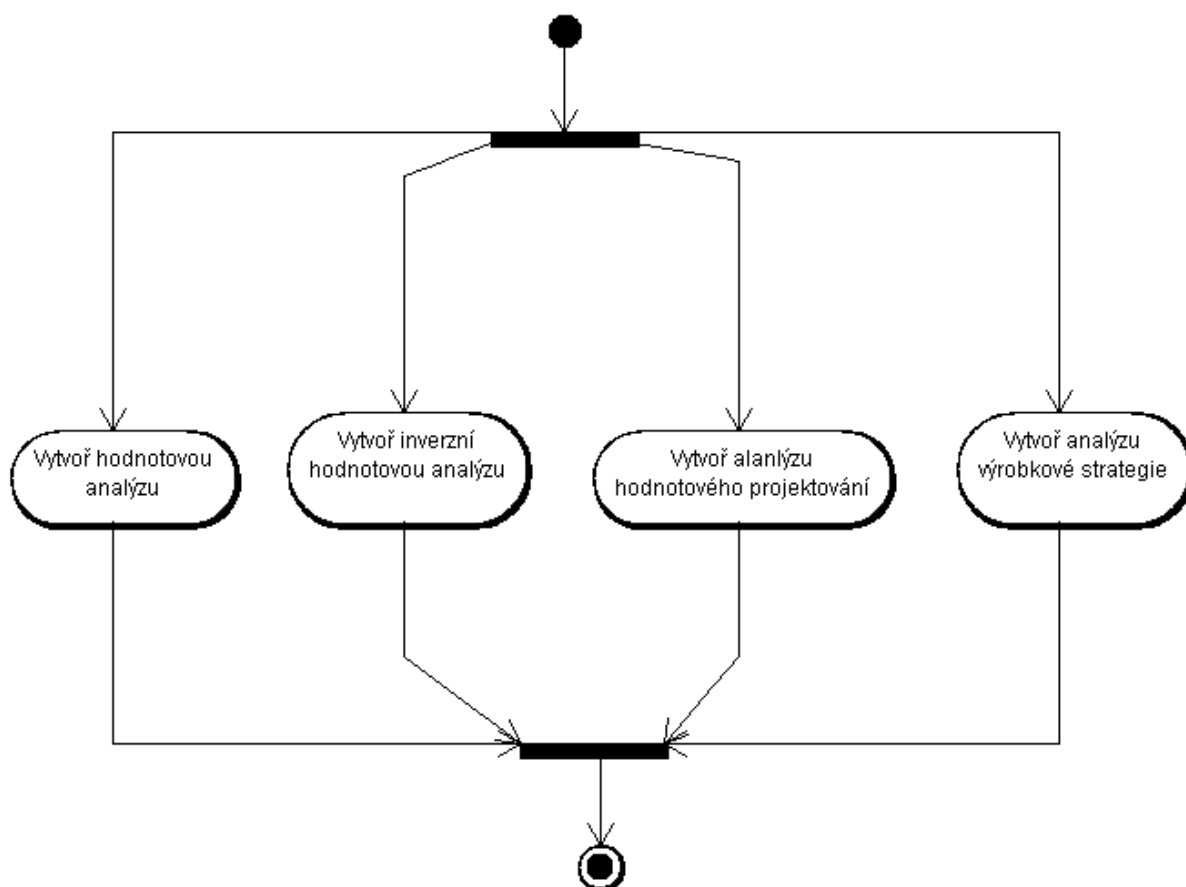 Vytvoř hodnotovou
analýzu
Vytvoř inverzní
hodnotovou analýzu
Vytvoř alanlýzu
hodnotového projektování
Vytvoř analýzu
výrobkové strategie